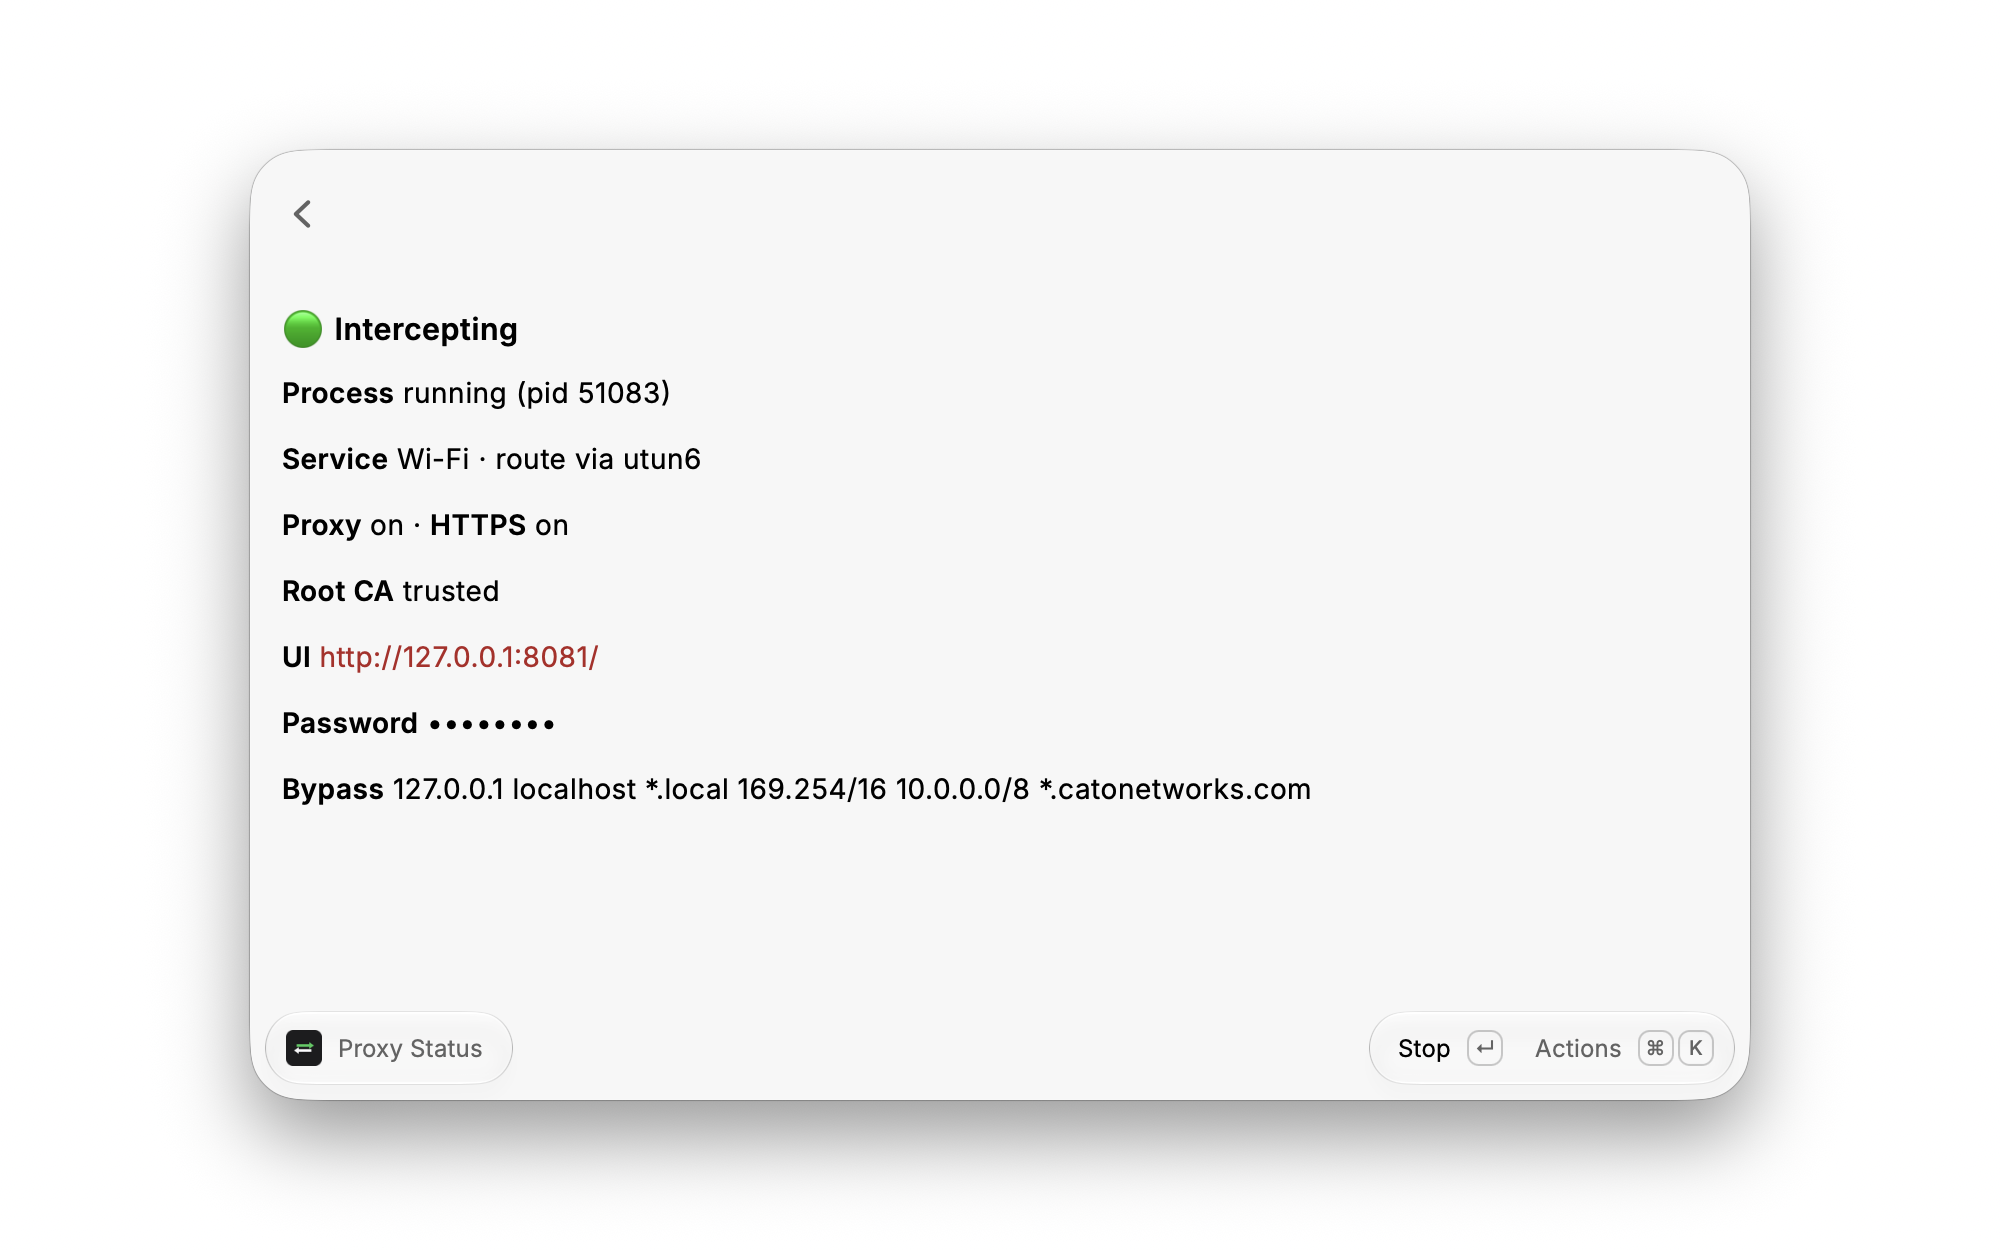 Intercepting
Process running (pid 51083)
Service Wi-Fi · route via utun6
Proxy on · HTTPS on
Root CA trusted
UI http://127.0.0.1:8081/
Password ••••••••
Bypass 127.0.0.1 localhost *.local 169.254/16 10.0.0.0/8 *.catonetworks.com
Proxy Status
Stop ↵ Actions ⌘ K